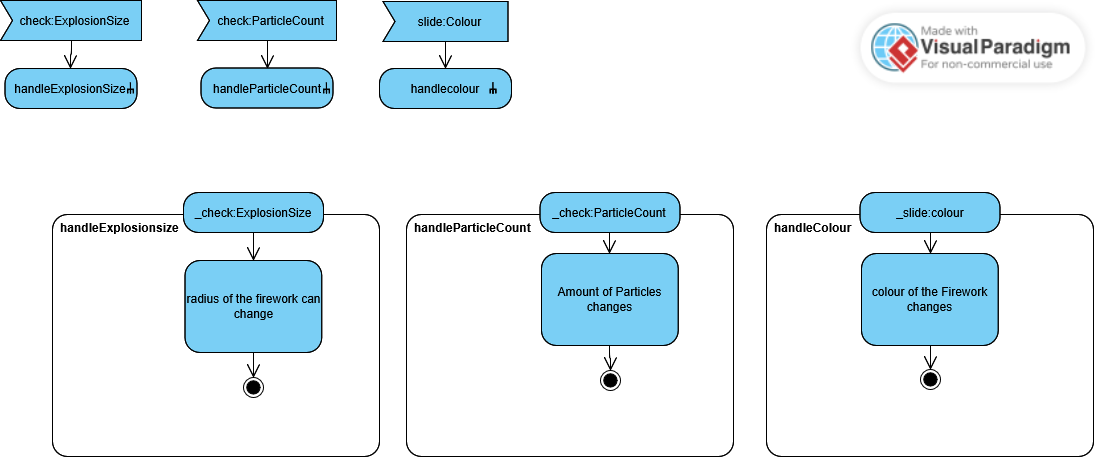 check:ExplosionSize
check:ParticleCount
slide:Colour
Made with
VisualParadigm
For non-commercial use
handleExplosionSize
handleParticleCount
handlecolour
_check:ExplosionSize
handleExplosionsize
radius of the firework can
change
_check:ParticleCount
handleParticleCount
Amount of Particles
changes
_slide:colour
handleColour
colour of the Firework
changes